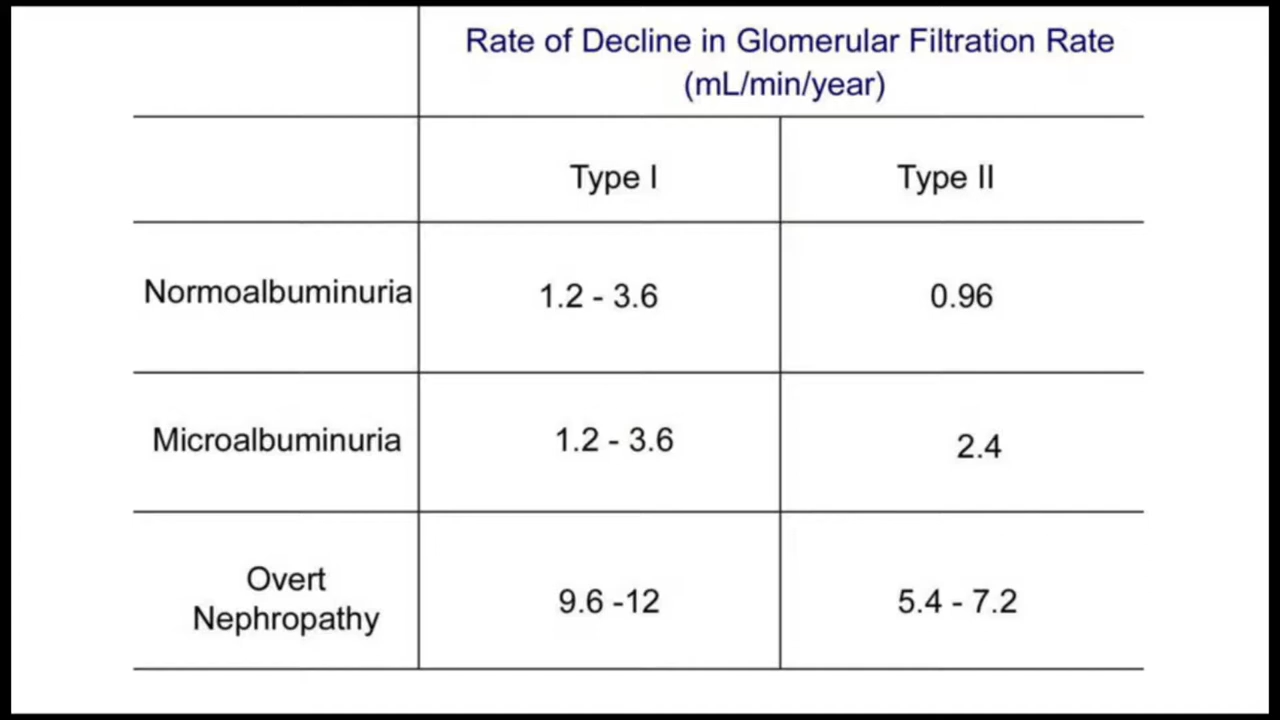 Rate of Decline in Glomerular Filtration Rate
(mL/min/year)
Type I Type II
Normoalbuminuria 1.2 - 3.6 0.96
Microalbuminuria 1.2 - 3.6 2.4
Overt
Nephropathy 9.6 -12 5.4 - 7.2